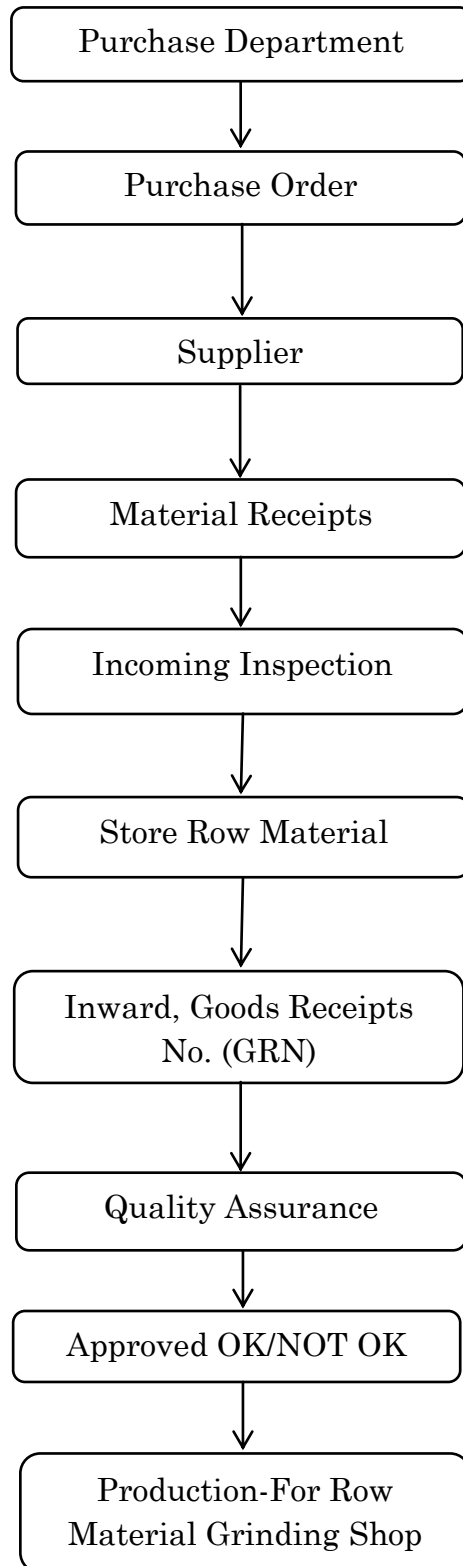 Purchase Department
Purchase Order
Supplier
Material Receipts
Incoming Inspection
Store Row Material
Inward, Goods Receipts
No. (GRN)
Quality Assurance
Approved OK/NOT OK
Production-For Row
Material Grinding Shop